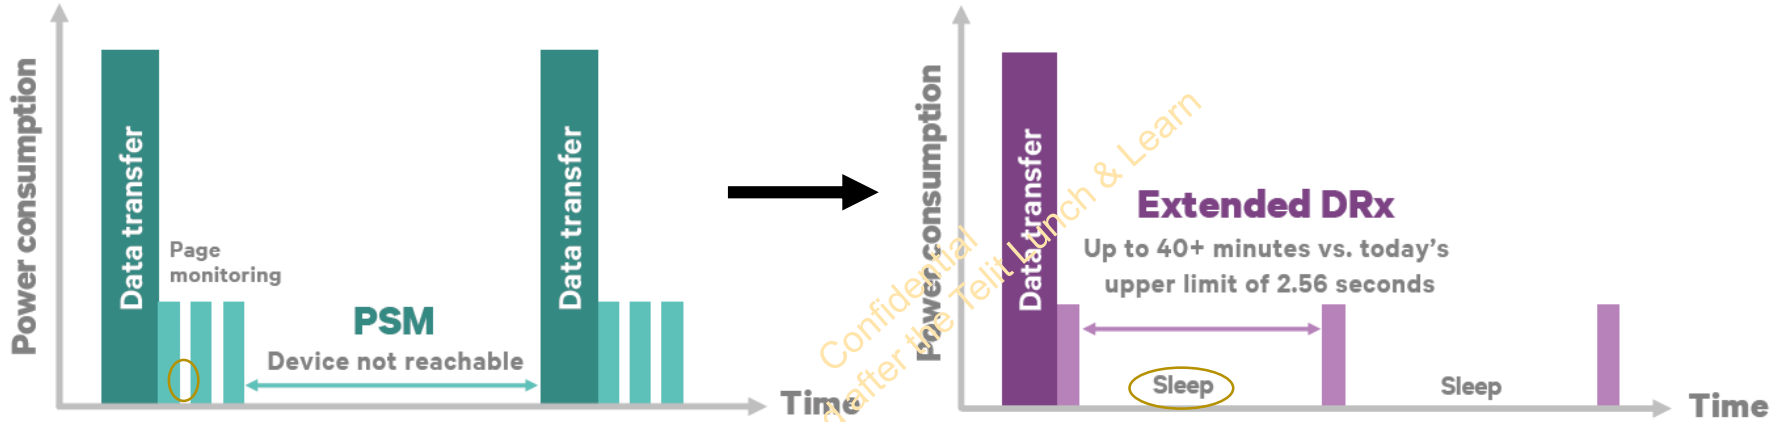 Power consumption
Data transfer
Page
monitoring
PSM
Device not reachable
Data transfer
Time
Power consumption
Data transfer
Extended DRx
Up to 40+ minutes vs. today's
upper limit of 2.56 seconds
Sleep
Sleep
Time
Confidential
after the Telit Lunch & Learn